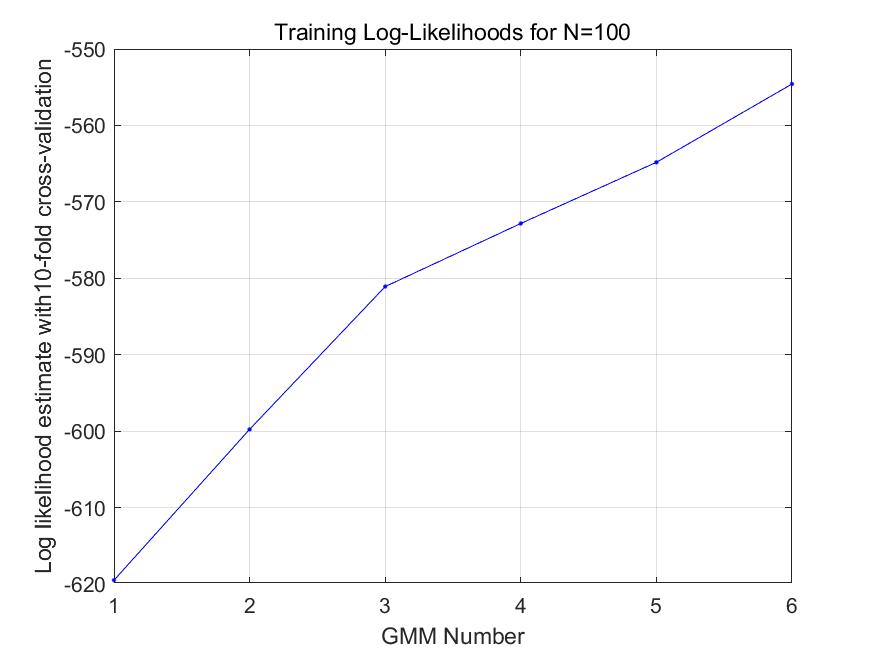 Training Log-Likelihoods for N=100
Log likelihood estimate with10-fold cross-validation
-550
-560
-570
-580
-590
-600
-610
-620
1 2 3 4 5 6
GMM Number